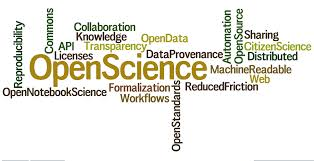 Reproducibility
Commons
Collaboration
Knowledge
OpenData
API
Transparency
Licenses
DataProvenance
Automation
OpenSource
Sharing
CitizenScience
Distributed
OpenScience
MachineReadable
Web
OpenNotebookScience
Formalization
ReducedFriction
Workflows
OpenStandards